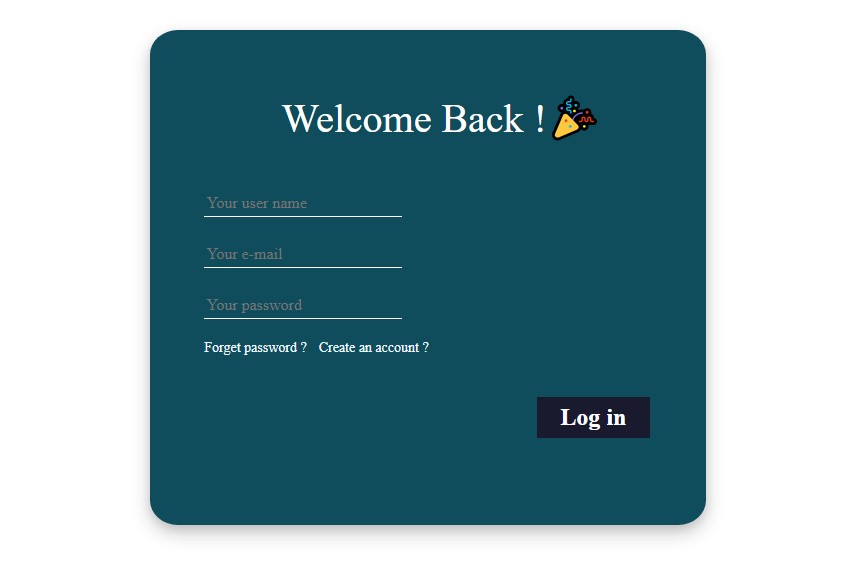 Welcome Back ! 🎉
Your user name
Your e-mail
Your password
Forget password ? Create an account ?
Log in